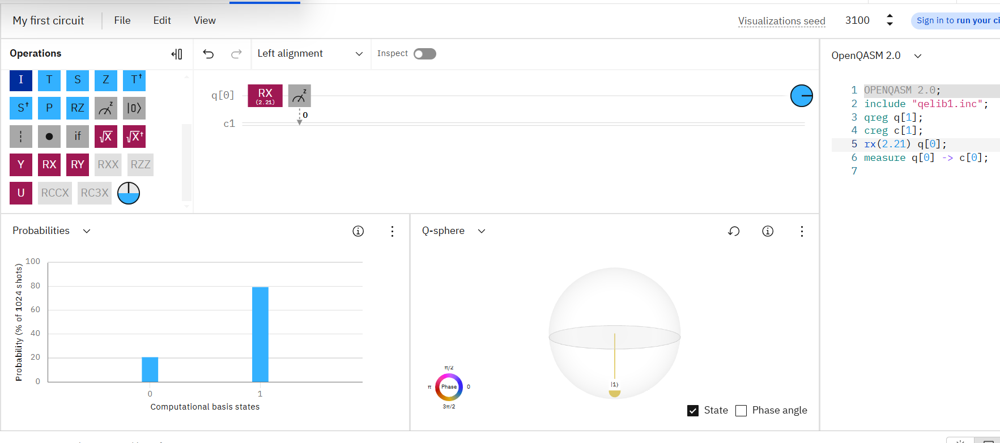 My first circuit File Edit View Visualizations seed 3100 Sign in to run your ci
Operations Left alignment Inspect OpenQASM 2.0
I T S Z T†
S† P RZ z |0⟩
if √X √X†
Y RX RY RXX RZZ
U RCCX RC3X
q[0] RX (2.21) z
0
c1
1 OPENQASM 2.0;
2 include "qelib1.inc";
3 qreg q[1];
4 creg c[1];
5 rx(2.21) q[0];
6 measure q[0] -> c[0];
7
Probabilities
Probability (% of 1024 shots)
100
80
60
40
20
0
0 1
Computational basis states
Q-sphere
|1⟩
π/2
π Phase 0
3π/2
State Phase angle